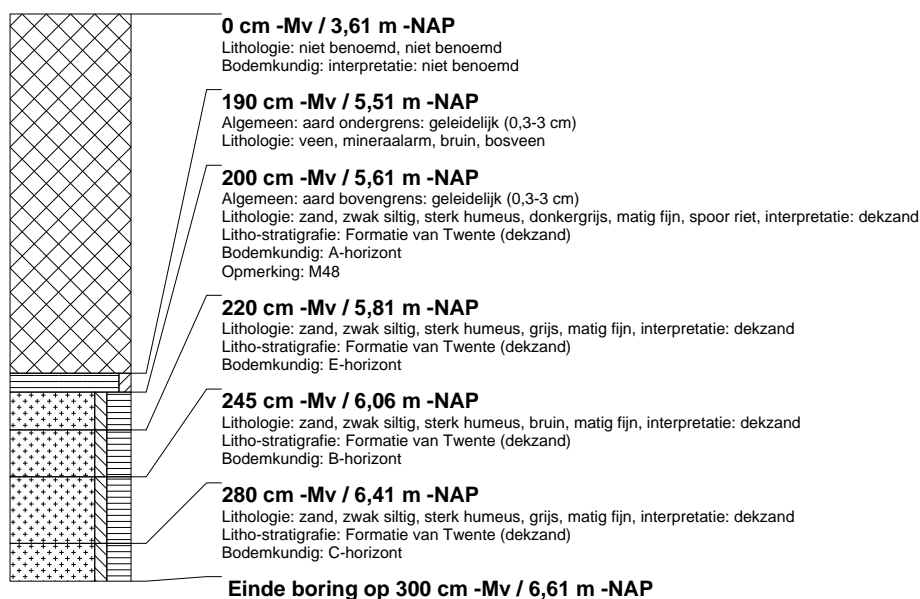 0 cm -Mv / 3,61 m -NAP
Lithologie: niet benoemd, niet benoemd
Bodemkundig: interpretatie: niet benoemd
190 cm -Mv / 5,51 m -NAP
Algemeen: aard ondergrens: geleidelijk (0,3-3 cm)
Lithologie: veen, mineraalarm, bruin, bosveen
200 cm -Mv / 5,61 m -NAP
Algemeen: aard bovengrens: geleidelijk (0,3-3 cm)
Lithologie: zand, zwak siltig, sterk humeus, donkergrijs, matig fijn, spoor riet, interpretatie: dekzand
Litho-stratigrafie: Formatie van Twente (dekzand)
Bodemkundig: A-horizont
Opmerking: M48
220 cm -Mv / 5,81 m -NAP
Lithologie: zand, zwak siltig, sterk humeus, grijs, matig fijn, interpretatie: dekzand
Litho-stratigrafie: Formatie van Twente (dekzand)
Bodemkundig: E-horizont
245 cm -Mv / 6,06 m -NAP
Lithologie: zand, zwak siltig, sterk humeus, bruin, matig fijn, interpretatie: dekzand
Litho-stratigrafie: Formatie van Twente (dekzand)
Bodemkundig: B-horizont
280 cm -Mv / 6,41 m -NAP
Lithologie: zand, zwak siltig, sterk humeus, grijs, matig fijn, interpretatie: dekzand
Litho-stratigrafie: Formatie van Twente (dekzand)
Bodemkundig: C-horizont
Einde boring op 300 cm -Mv / 6,61 m -NAP